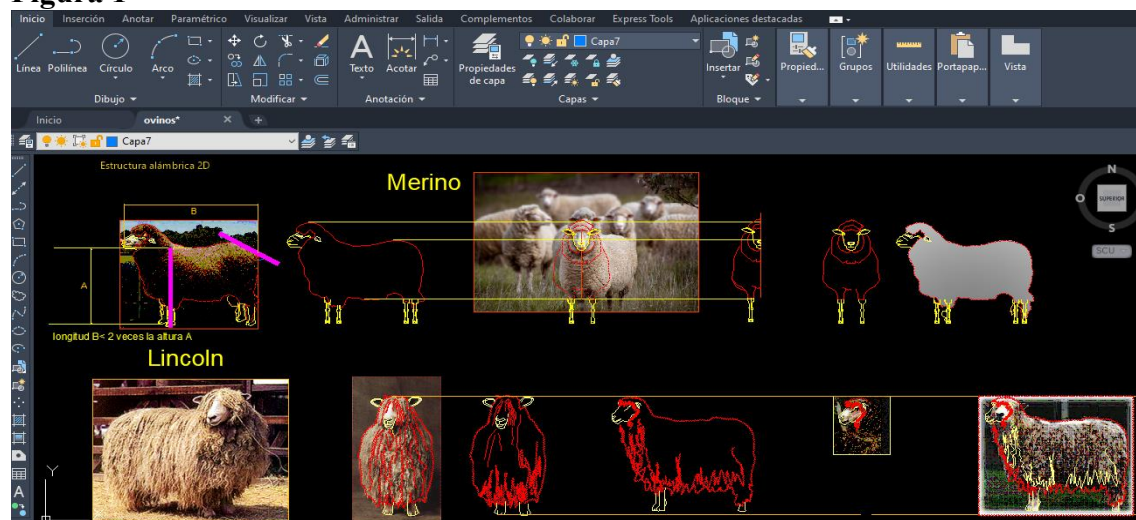 Figura 1
Inicio Inserción Anotar Paramétrico Visualizar Vista Administrar Salida Complementos Colaborar Express Tools Aplicaciones destacadas
Línea Polilínea Círculo Arco Texto Acotar Propiedades de capa Capa7 Insertar Propied... Grupos Utilidades Portapap... Vista
Dibujo Modificar Anotación Capas Bloque
Inicio ovinos* × +
Capa7
Estructura alámbrica 2D
Merino
N
B
O SUPERIOR
S
SCU
A
longitud B< 2 veces la altura A
Lincoln
Y